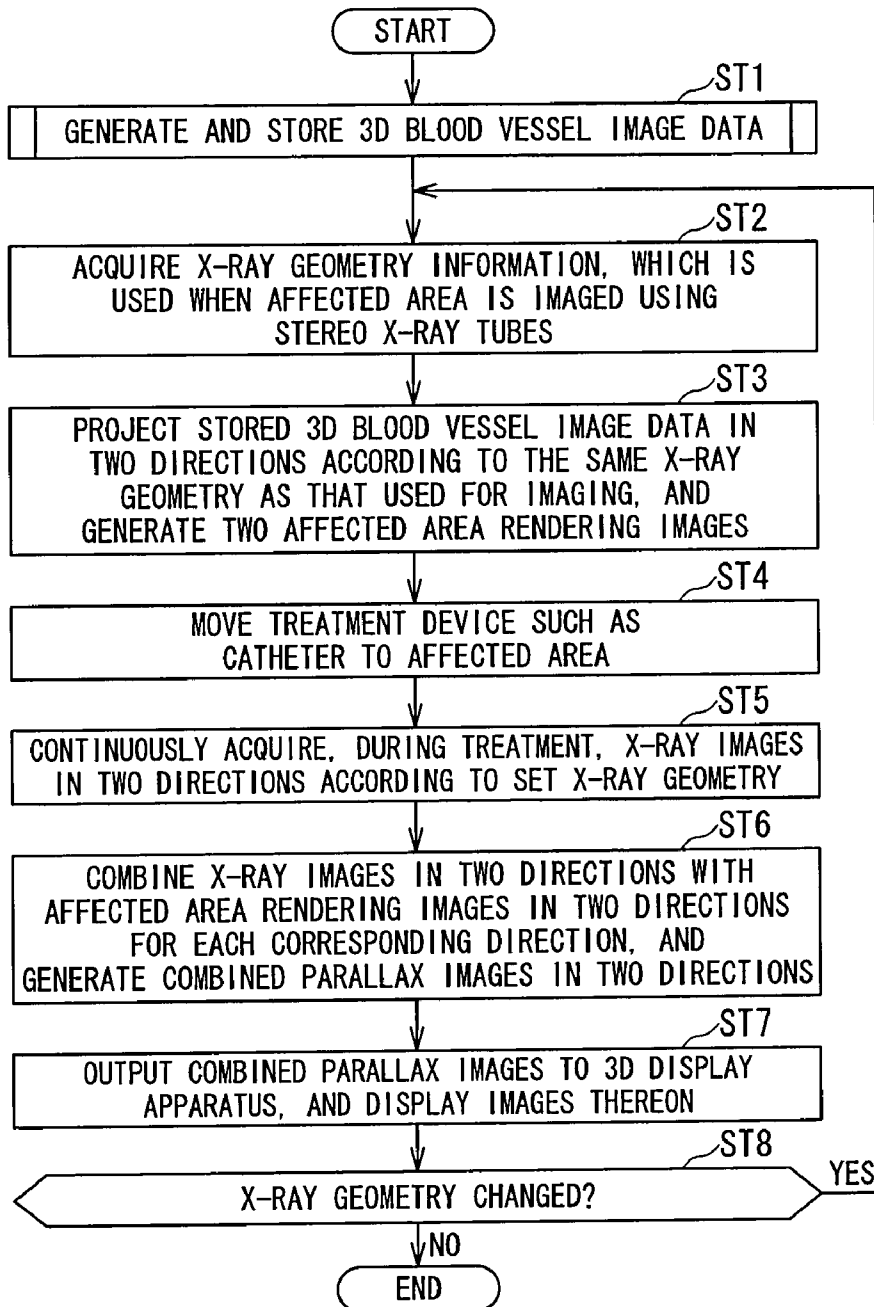 START
ST1
GENERATE AND STORE 3D BLOOD VESSEL IMAGE DATA
ST2
ACQUIRE X-RAY GEOMETRY INFORMATION, WHICH IS
USED WHEN AFFECTED AREA IS IMAGED USING
STEREO X-RAY TUBES
ST3
PROJECT STORED 3D BLOOD VESSEL IMAGE DATA IN
TWO DIRECTIONS ACCORDING TO THE SAME X-RAY
GEOMETRY AS THAT USED FOR IMAGING, AND
GENERATE TWO AFFECTED AREA RENDERING IMAGES
ST4
MOVE TREATMENT DEVICE SUCH AS
CATHETER TO AFFECTED AREA
ST5
CONTINUOUSLY ACQUIRE, DURING TREATMENT, X-RAY IMAGES
IN TWO DIRECTIONS ACCORDING TO SET X-RAY GEOMETRY
ST6
COMBINE X-RAY IMAGES IN TWO DIRECTIONS WITH
AFFECTED AREA RENDERING IMAGES IN TWO DIRECTIONS
FOR EACH CORRESPONDING DIRECTION, AND
GENERATE COMBINED PARALLAX IMAGES IN TWO DIRECTIONS
ST7
OUTPUT COMBINED PARALLAX IMAGES TO 3D DISPLAY
APPARATUS, AND DISPLAY IMAGES THEREON
ST8
X-RAY GEOMETRY CHANGED?
YES
NO
END